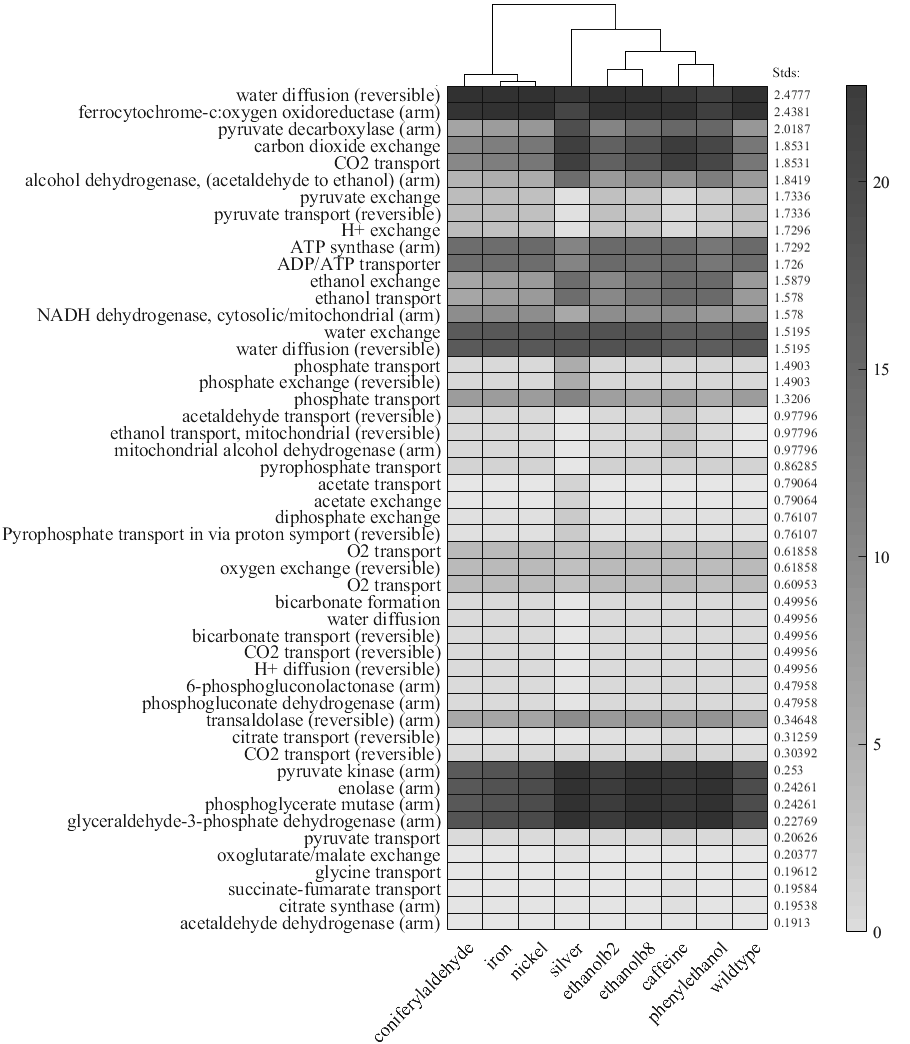 Stds:
water diffusion (reversible) 2.4777
ferrocytochrome-c:oxygen oxidoreductase (arm) 2.4381
pyruvate decarboxylase (arm) 2.0187
carbon dioxide exchange 1.8531
CO2 transport 1.8531
alcohol dehydrogenase, (acetaldehyde to ethanol) (arm) 1.8419
pyruvate exchange 1.7336
pyruvate transport (reversible) 1.7336
H+ exchange 1.7296
ATP synthase (arm) 1.7292
ADP/ATP transporter 1.726
ethanol exchange 1.5879
ethanol transport 1.578
NADH dehydrogenase, cytosolic/mitochondrial (arm) 1.578
water exchange 1.5195
water diffusion (reversible) 1.5195
phosphate transport 1.4903
phosphate exchange (reversible) 1.4903
phosphate transport 1.3206
acetaldehyde transport (reversible) 0.97796
ethanol transport, mitochondrial (reversible) 0.97796
mitochondrial alcohol dehydrogenase (arm) 0.97796
pyrophosphate transport 0.86285
acetate transport 0.79064
acetate exchange 0.79064
diphosphate exchange 0.76107
Pyrophosphate transport in via proton symport (reversible) 0.76107
O2 transport 0.61858
oxygen exchange (reversible) 0.61858
O2 transport 0.60953
bicarbonate formation 0.49956
water diffusion 0.49956
bicarbonate transport (reversible) 0.49956
CO2 transport (reversible) 0.49956
H+ diffusion (reversible) 0.49956
6-phosphogluconolactonase (arm) 0.47958
phosphogluconate dehydrogenase (arm) 0.47958
transaldolase (reversible) (arm) 0.34648
citrate transport (reversible) 0.31259
CO2 transport (reversible) 0.30392
pyruvate kinase (arm) 0.253
enolase (arm) 0.24261
phosphoglycerate mutase (arm) 0.24261
glyceraldehyde-3-phosphate dehydrogenase (arm) 0.22769
pyruvate transport 0.20626
oxoglutarate/malate exchange 0.20377
glycine transport 0.19612
succinate-fumarate transport 0.19584
citrate synthase (arm) 0.19538
acetaldehyde dehydrogenase (arm) 0.1913
coniferylaldehyde
iron
nickel
silver
ethanolb2
ethanolb8
caffeine
phenylethanol
wildtype
20
15
10
5
0